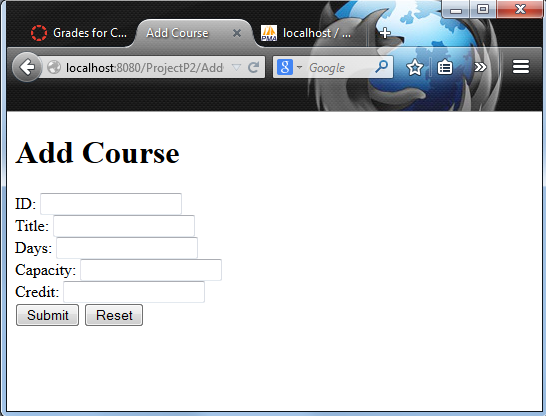 Grades for C... Add Course localhost / ...
localhost:8080/ProjectP2/Add Google
Add Course
ID:
Title:
Days:
Capacity:
Credit:
Submit Reset